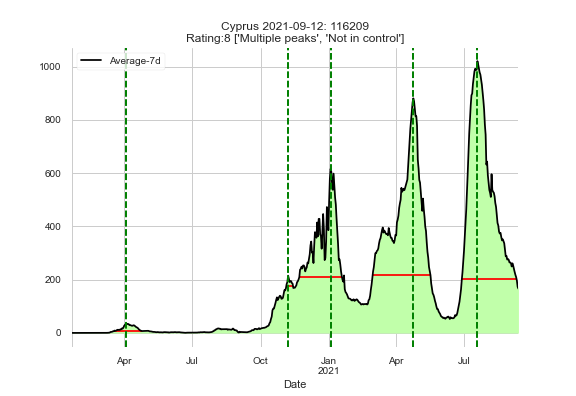 Cyprus 2021-09-12: 116209
Rating:8 ['Multiple peaks', 'Not in control']
Average-7d
1000
800
600
400
200
0
Apr
Jul
Oct
Jan
2021
Apr
Jul
Date